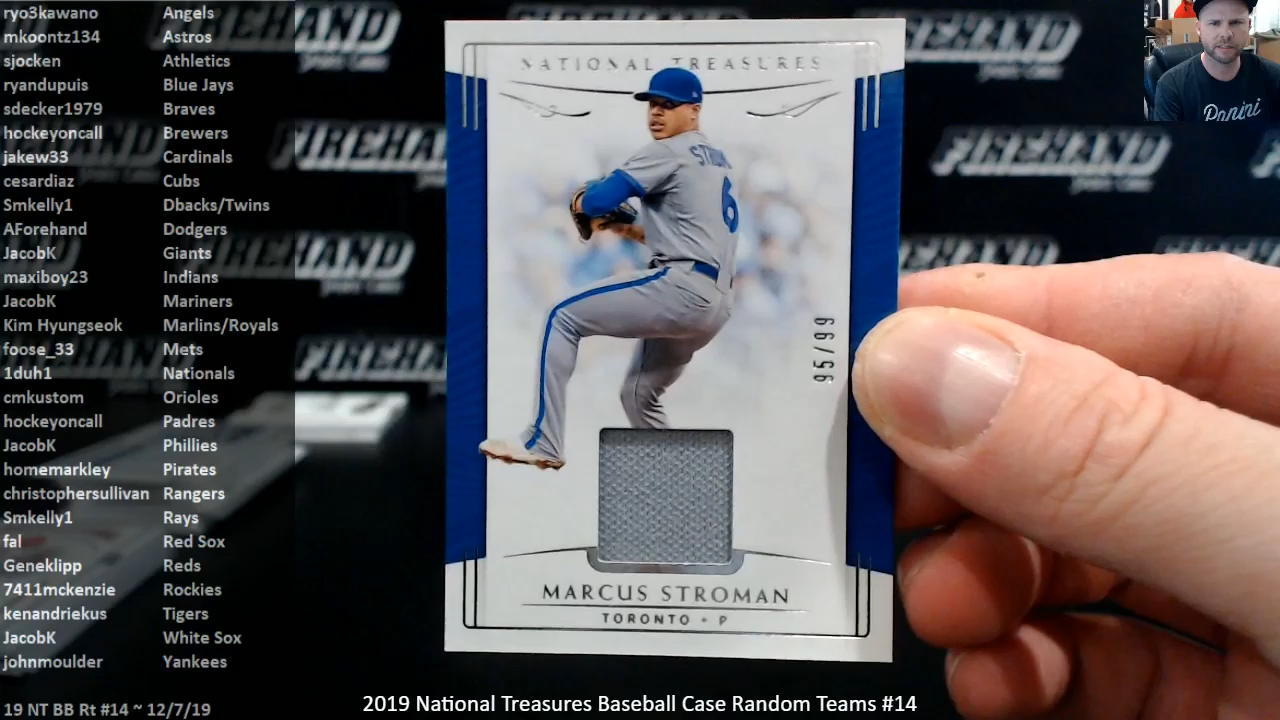 ryo3kawano Angels
mkoontz134 Astros
sjocken Athletics
ryandupuis Blue Jays
sdecker1979 Braves
hockeyoncall Brewers
jakew33 Cardinals
cesardiaz Cubs
Smkelly1 Dbacks/Twins
AForehand Dodgers
JacobK Giants
maxiboy23 Indians
JacobK Mariners
Kim Hyungseok Marlins/Royals
foose_33 Mets
1duh1 Nationals
cmkustom Orioles
hockeyoncall Padres
JacobK Phillies
homemarkley Pirates
christophersullivan Rangers
Smkelly1 Rays
fal Red Sox
Geneklipp Reds
7411mckenzie Rockies
kenandriekus Tigers
JacobK White Sox
johnmoulder Yankees
19 NT BB Rt #14 ~ 12/7/19
NATIONAL TREASURES
6
95/99
MARCUS STROMAN
TORONTO • P
FIREHAND
FIREHAND
FIREHAND
FIREHAND
Panini
2019 National Treasures Baseball Case Random Teams #14